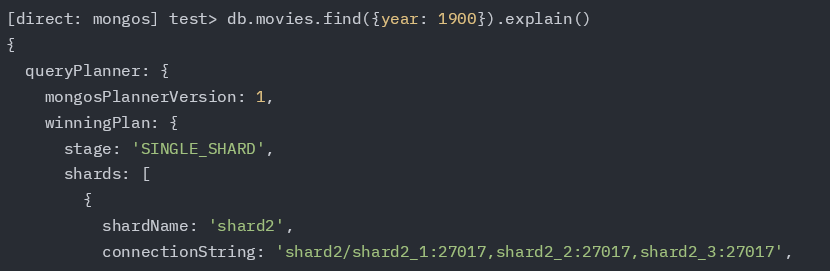 [direct: mongos] test> db.movies.find({year: 1900}).explain()
{
  queryPlanner: {
    mongosPlannerVersion: 1,
    winningPlan: {
      stage: 'SINGLE_SHARD',
      shards: [
        {
          shardName: 'shard2',
          connectionString: 'shard2/shard2_1:27017,shard2_2:27017,shard2_3:27017',